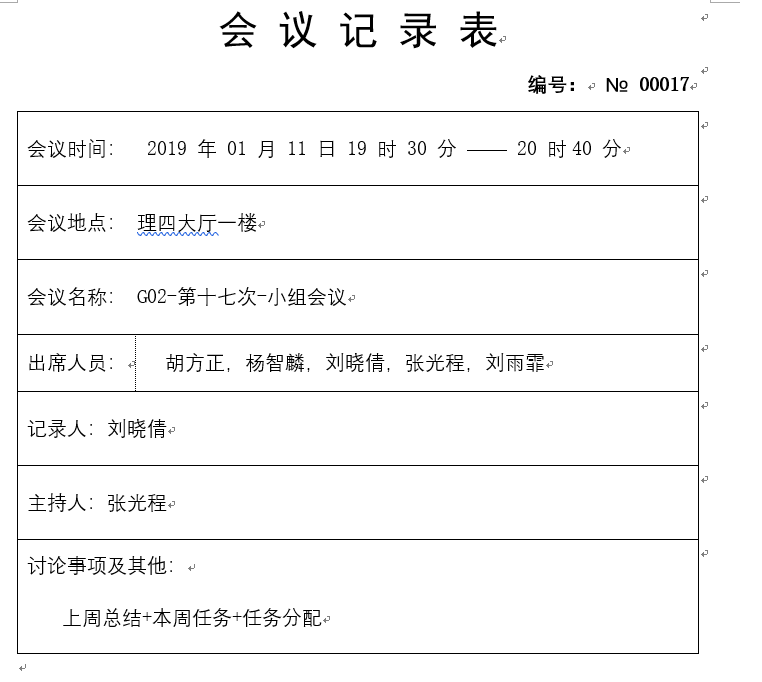 会 议 记 录 表
编号： № 00017
会议时间： 2019 年 01 月 11 日 19 时 30 分 —— 20 时 40 分
会议地点： 理四大厅一楼
会议名称： G02-第十七次-小组会议
出席人员： 胡方正，杨智麟，刘晓倩，张光程，刘雨霏
记录人：刘晓倩
主持人：张光程
讨论事项及其他：
上周总结+本周任务+任务分配